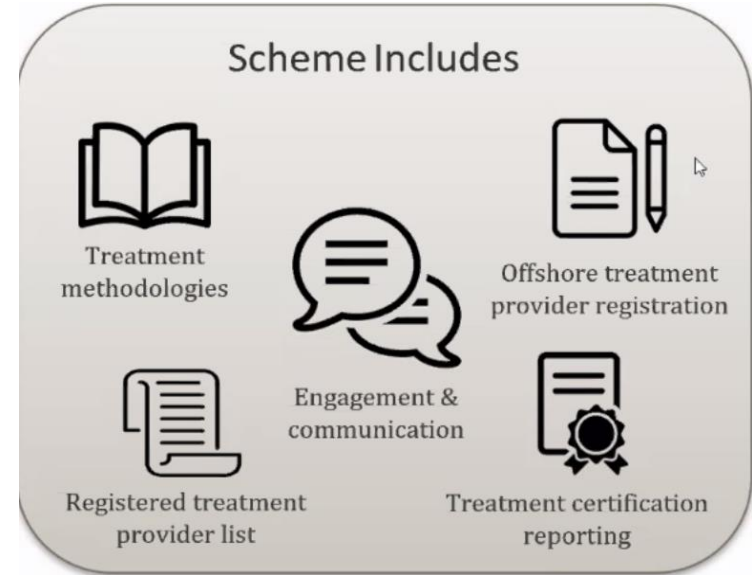 Scheme Includes
Treatment
methodologies
Offshore treatment
provider registration
Engagement &
communication
Registered treatment
provider list
Treatment certification
reporting